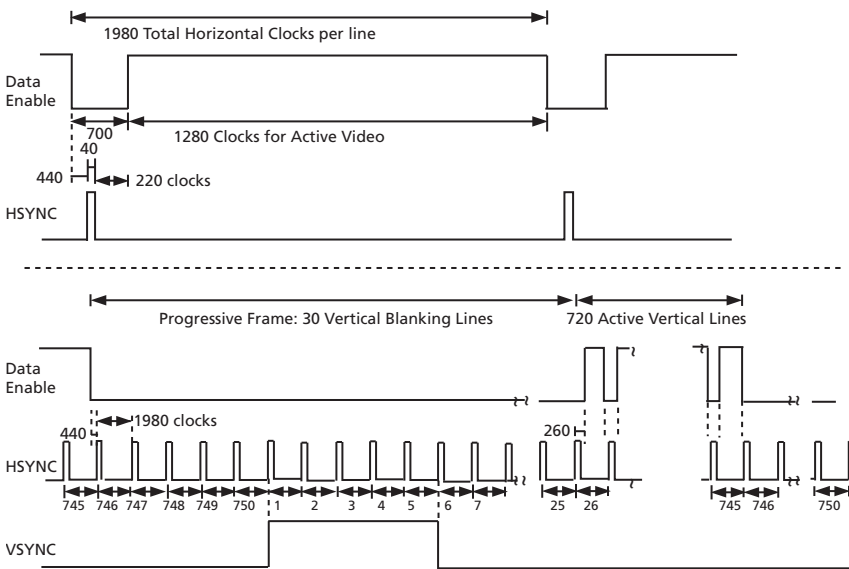 1980 Total Horizontal Clocks per line
Data
Enable
700
1280 Clocks for Active Video
40
440
220 clocks
HSYNC
Progressive Frame: 30 Vertical Blanking Lines
720 Active Vertical Lines
Data
Enable
1980 clocks
440
260
HSYNC
745 746 747 748 749 750 1 2 3 4 5 6 7 25 26 745 746 750
VSYNC